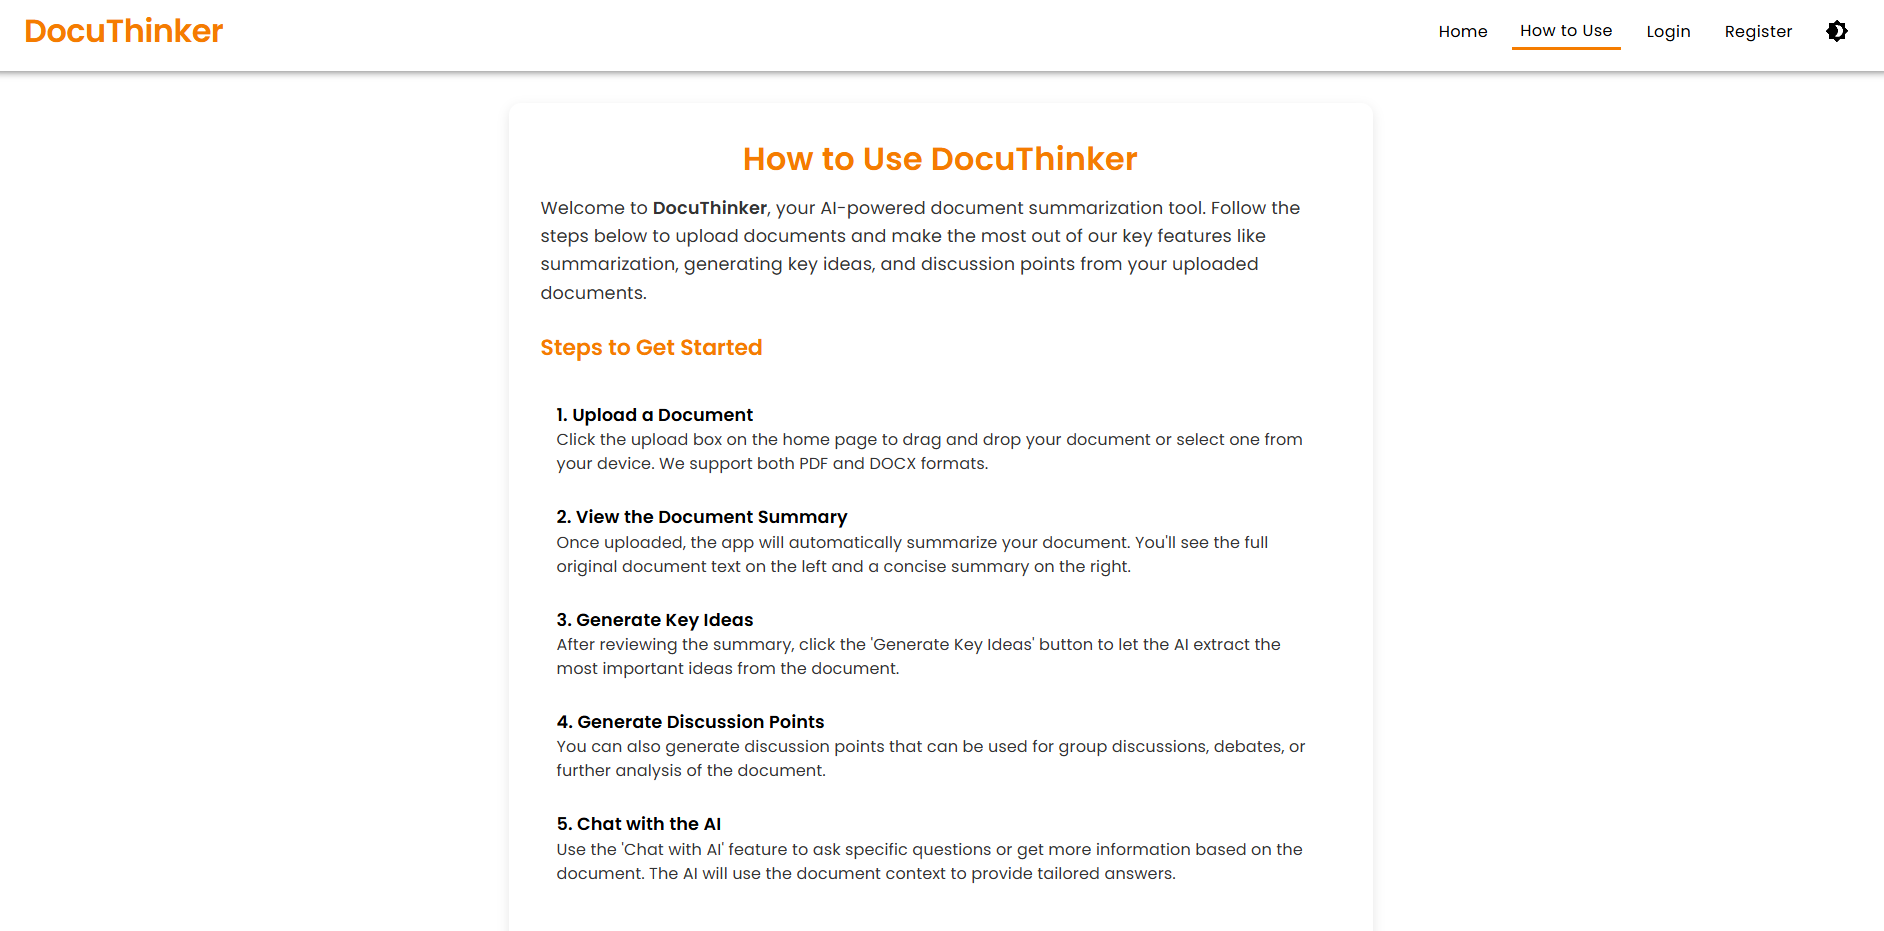 DocuThinker
Home
How to Use
Login
Register
How to Use DocuThinker
Welcome to DocuThinker, your AI-powered document summarization tool. Follow the
steps below to upload documents and make the most out of our key features like
summarization, generating key ideas, and discussion points from your uploaded
documents.
Steps to Get Started
1. Upload a Document
Click the upload box on the home page to drag and drop your document or select one from
your device. We support both PDF and DOCX formats.
2. View the Document Summary
Once uploaded, the app will automatically summarize your document. You'll see the full
original document text on the left and a concise summary on the right.
3. Generate Key Ideas
After reviewing the summary, click the 'Generate Key Ideas' button to let the AI extract the
most important ideas from the document.
4. Generate Discussion Points
You can also generate discussion points that can be used for group discussions, debates, or
further analysis of the document.
5. Chat with the AI
Use the 'Chat with AI' feature to ask specific questions or get more information based on the
document. The AI will use the document context to provide tailored answers.